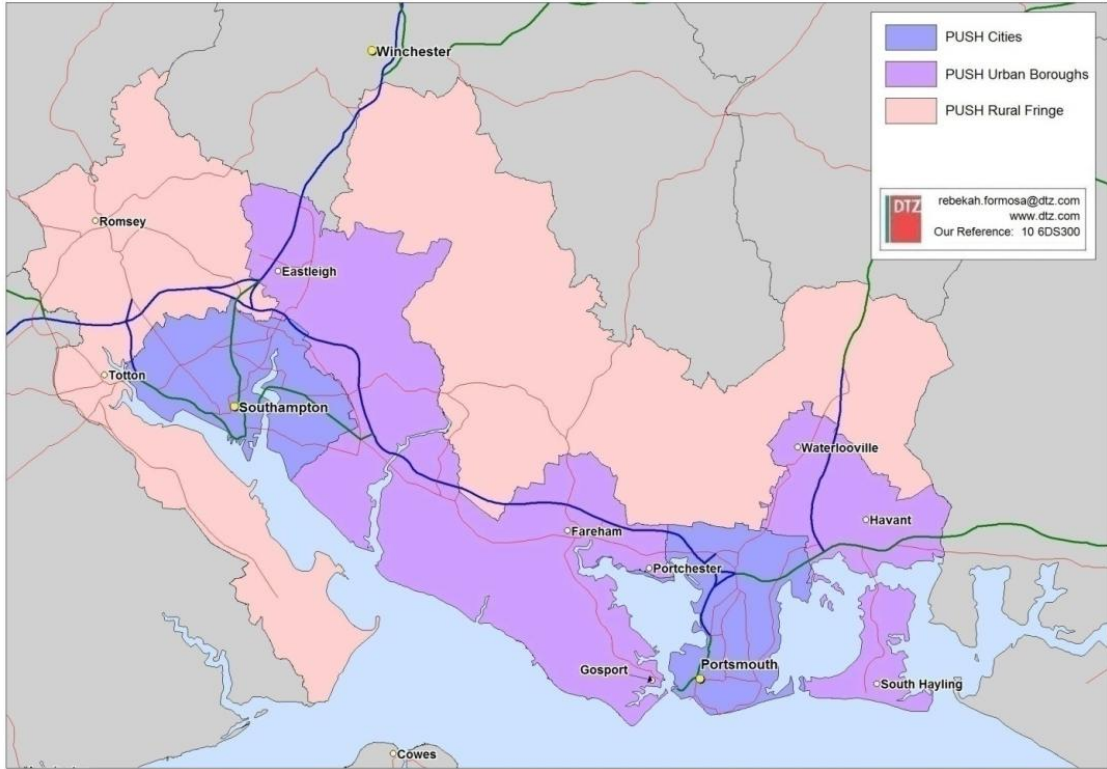 Winchester
PUSH Cities
PUSH Urban Boroughs
PUSH Rural Fringe
DTZ
rebekah.formosa@dtz.com
www.dtz.com
Our Reference: 10 6DS300
Romsey
Eastleigh
Totton
Southampton
Waterlooville
Havant
Fareham
Portchester
Portsmouth
Gosport
South Hayling
Cowes